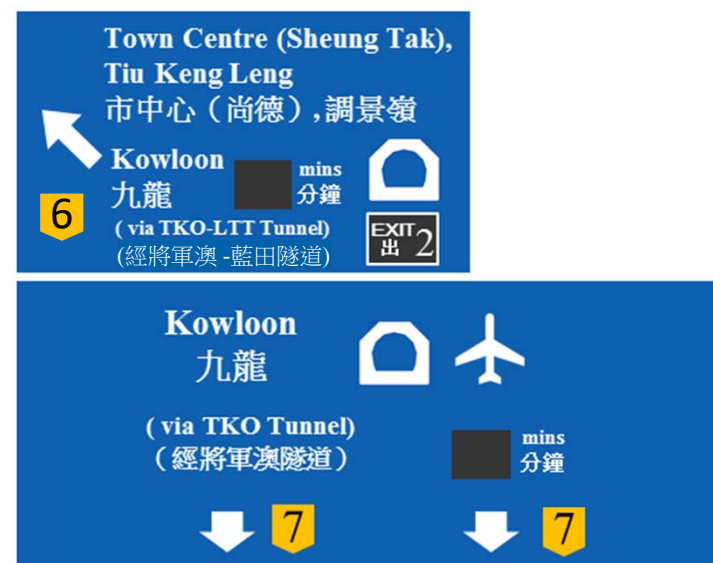 Town Centre (Sheung Tak),
Tiu Keng Leng
市中心（尚德）,調景嶺
Kowloon
九龍
mins
分鐘
( via TKO-LTT Tunnel)
(經將軍澳 -藍田隧道)
6
EXIT
出 2
Kowloon
九龍
( via TKO Tunnel)
（經將軍澳隧道）
mins
分鐘
7
7